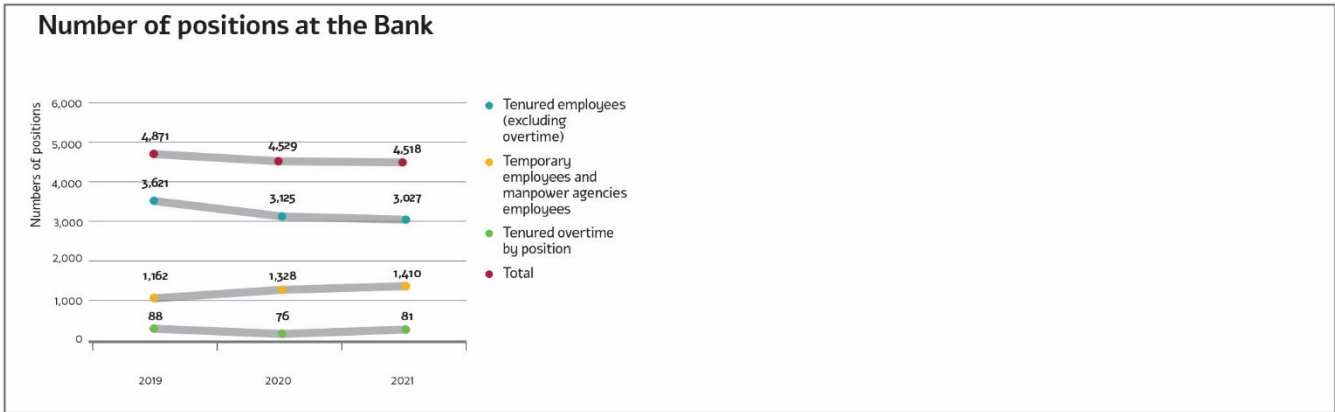 Number of positions at the Bank
Numbers of positions
6,000
5,000
4,000
3,000
2,000
1,000
0
4,871
4,529
4,518
3,621
3,125
3,027
1,162
1,328
1,410
88
76
81
2019
2020
2021
Tenured employees
(excluding
overtime)
Temporary
employees and
manpower agencies
employees
Tenured overtime
by position
Total